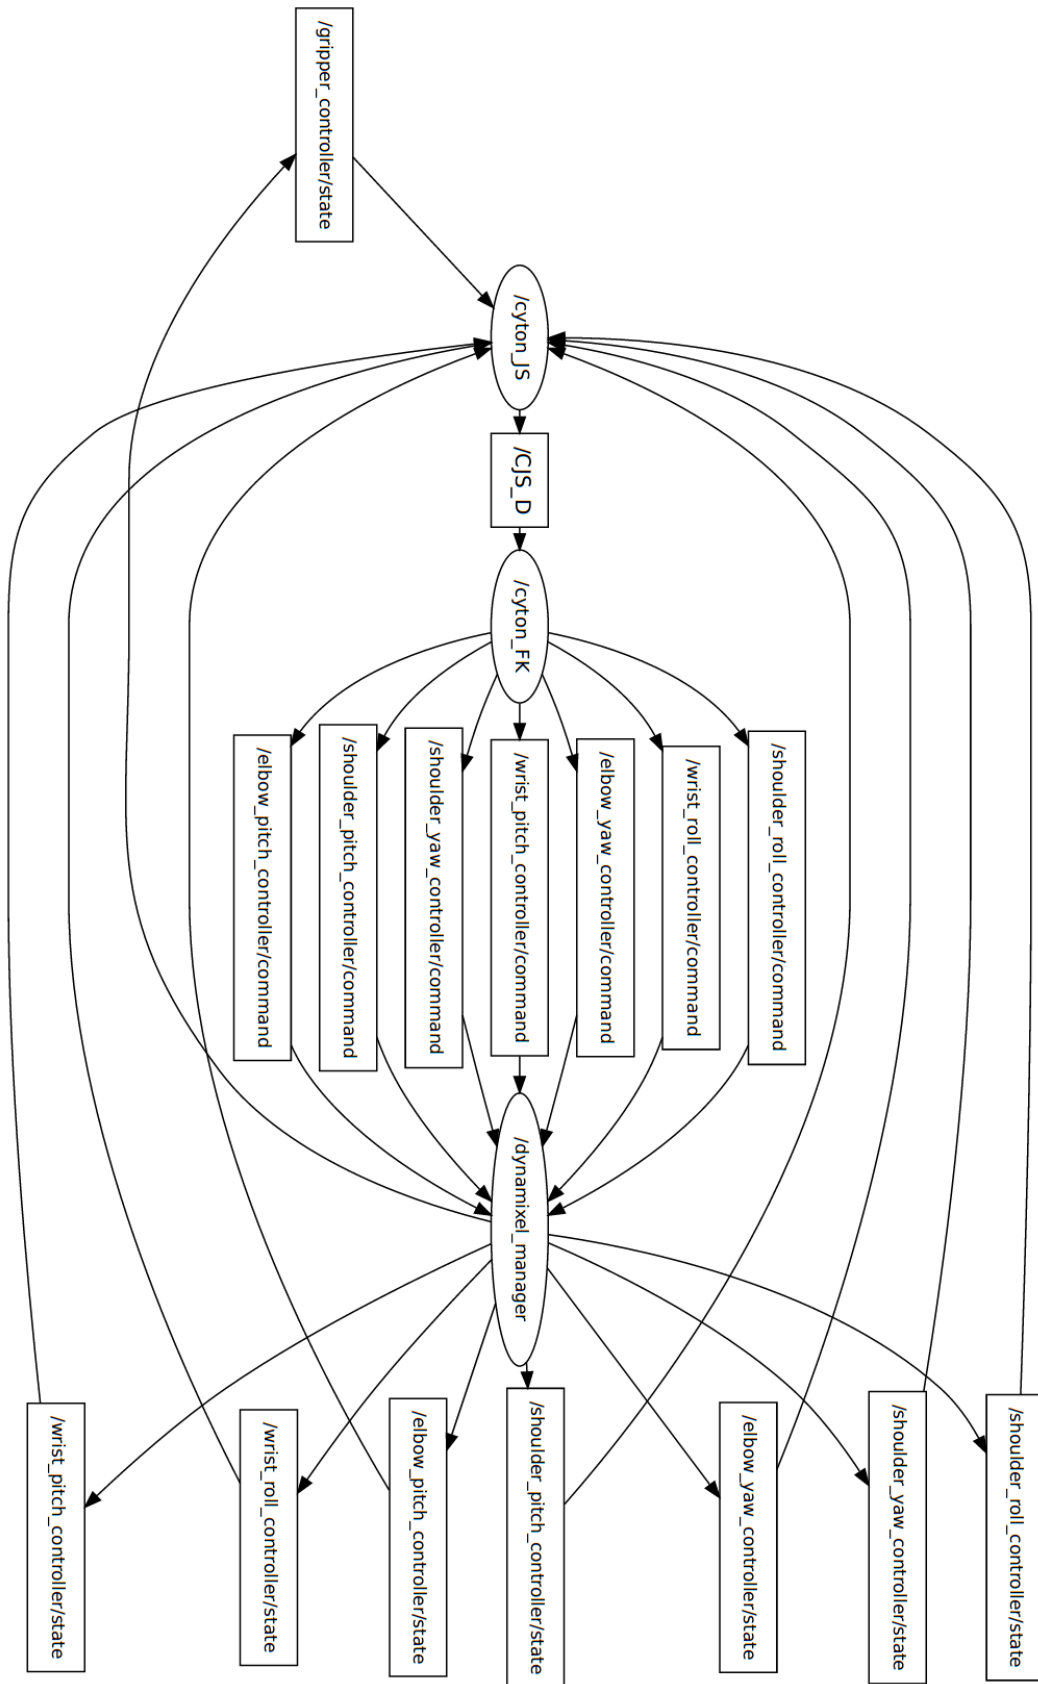 /gripper_controller/state
/cyton_JS
/CJS_D
/cyton_FK
/elbow_pitch_controller/command
/shoulder_pitch_controller/command
/shoulder_yaw_controller/command
/wrist_pitch_controller/command
/elbow_yaw_controller/command
/wrist_roll_controller/command
/shoulder_roll_controller/command
/dynamixel_manager
/wrist_pitch_controller/state
/wrist_roll_controller/state
/elbow_pitch_controller/state
/shoulder_pitch_controller/state
/elbow_yaw_controller/state
/shoulder_yaw_controller/state
/shoulder_roll_controller/state